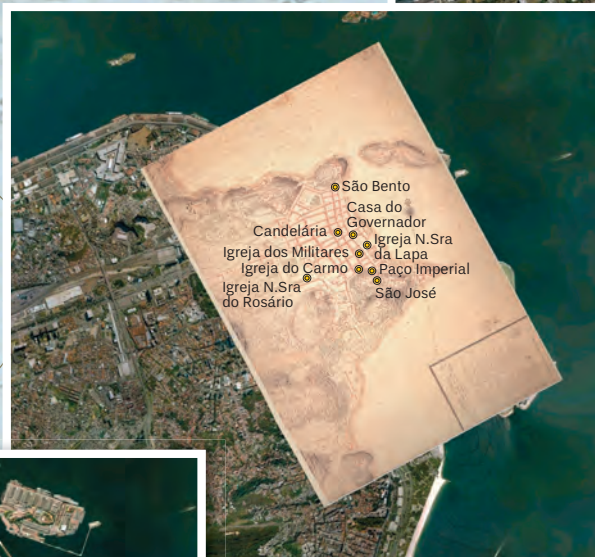 São Bento
Casa do
Governador
Candelária
Igreja N.Sra
da Lapa
Igreja dos Militares
Igreja do Carmo
Paço Imperial
Igreja N.Sra
do Rosário
São José